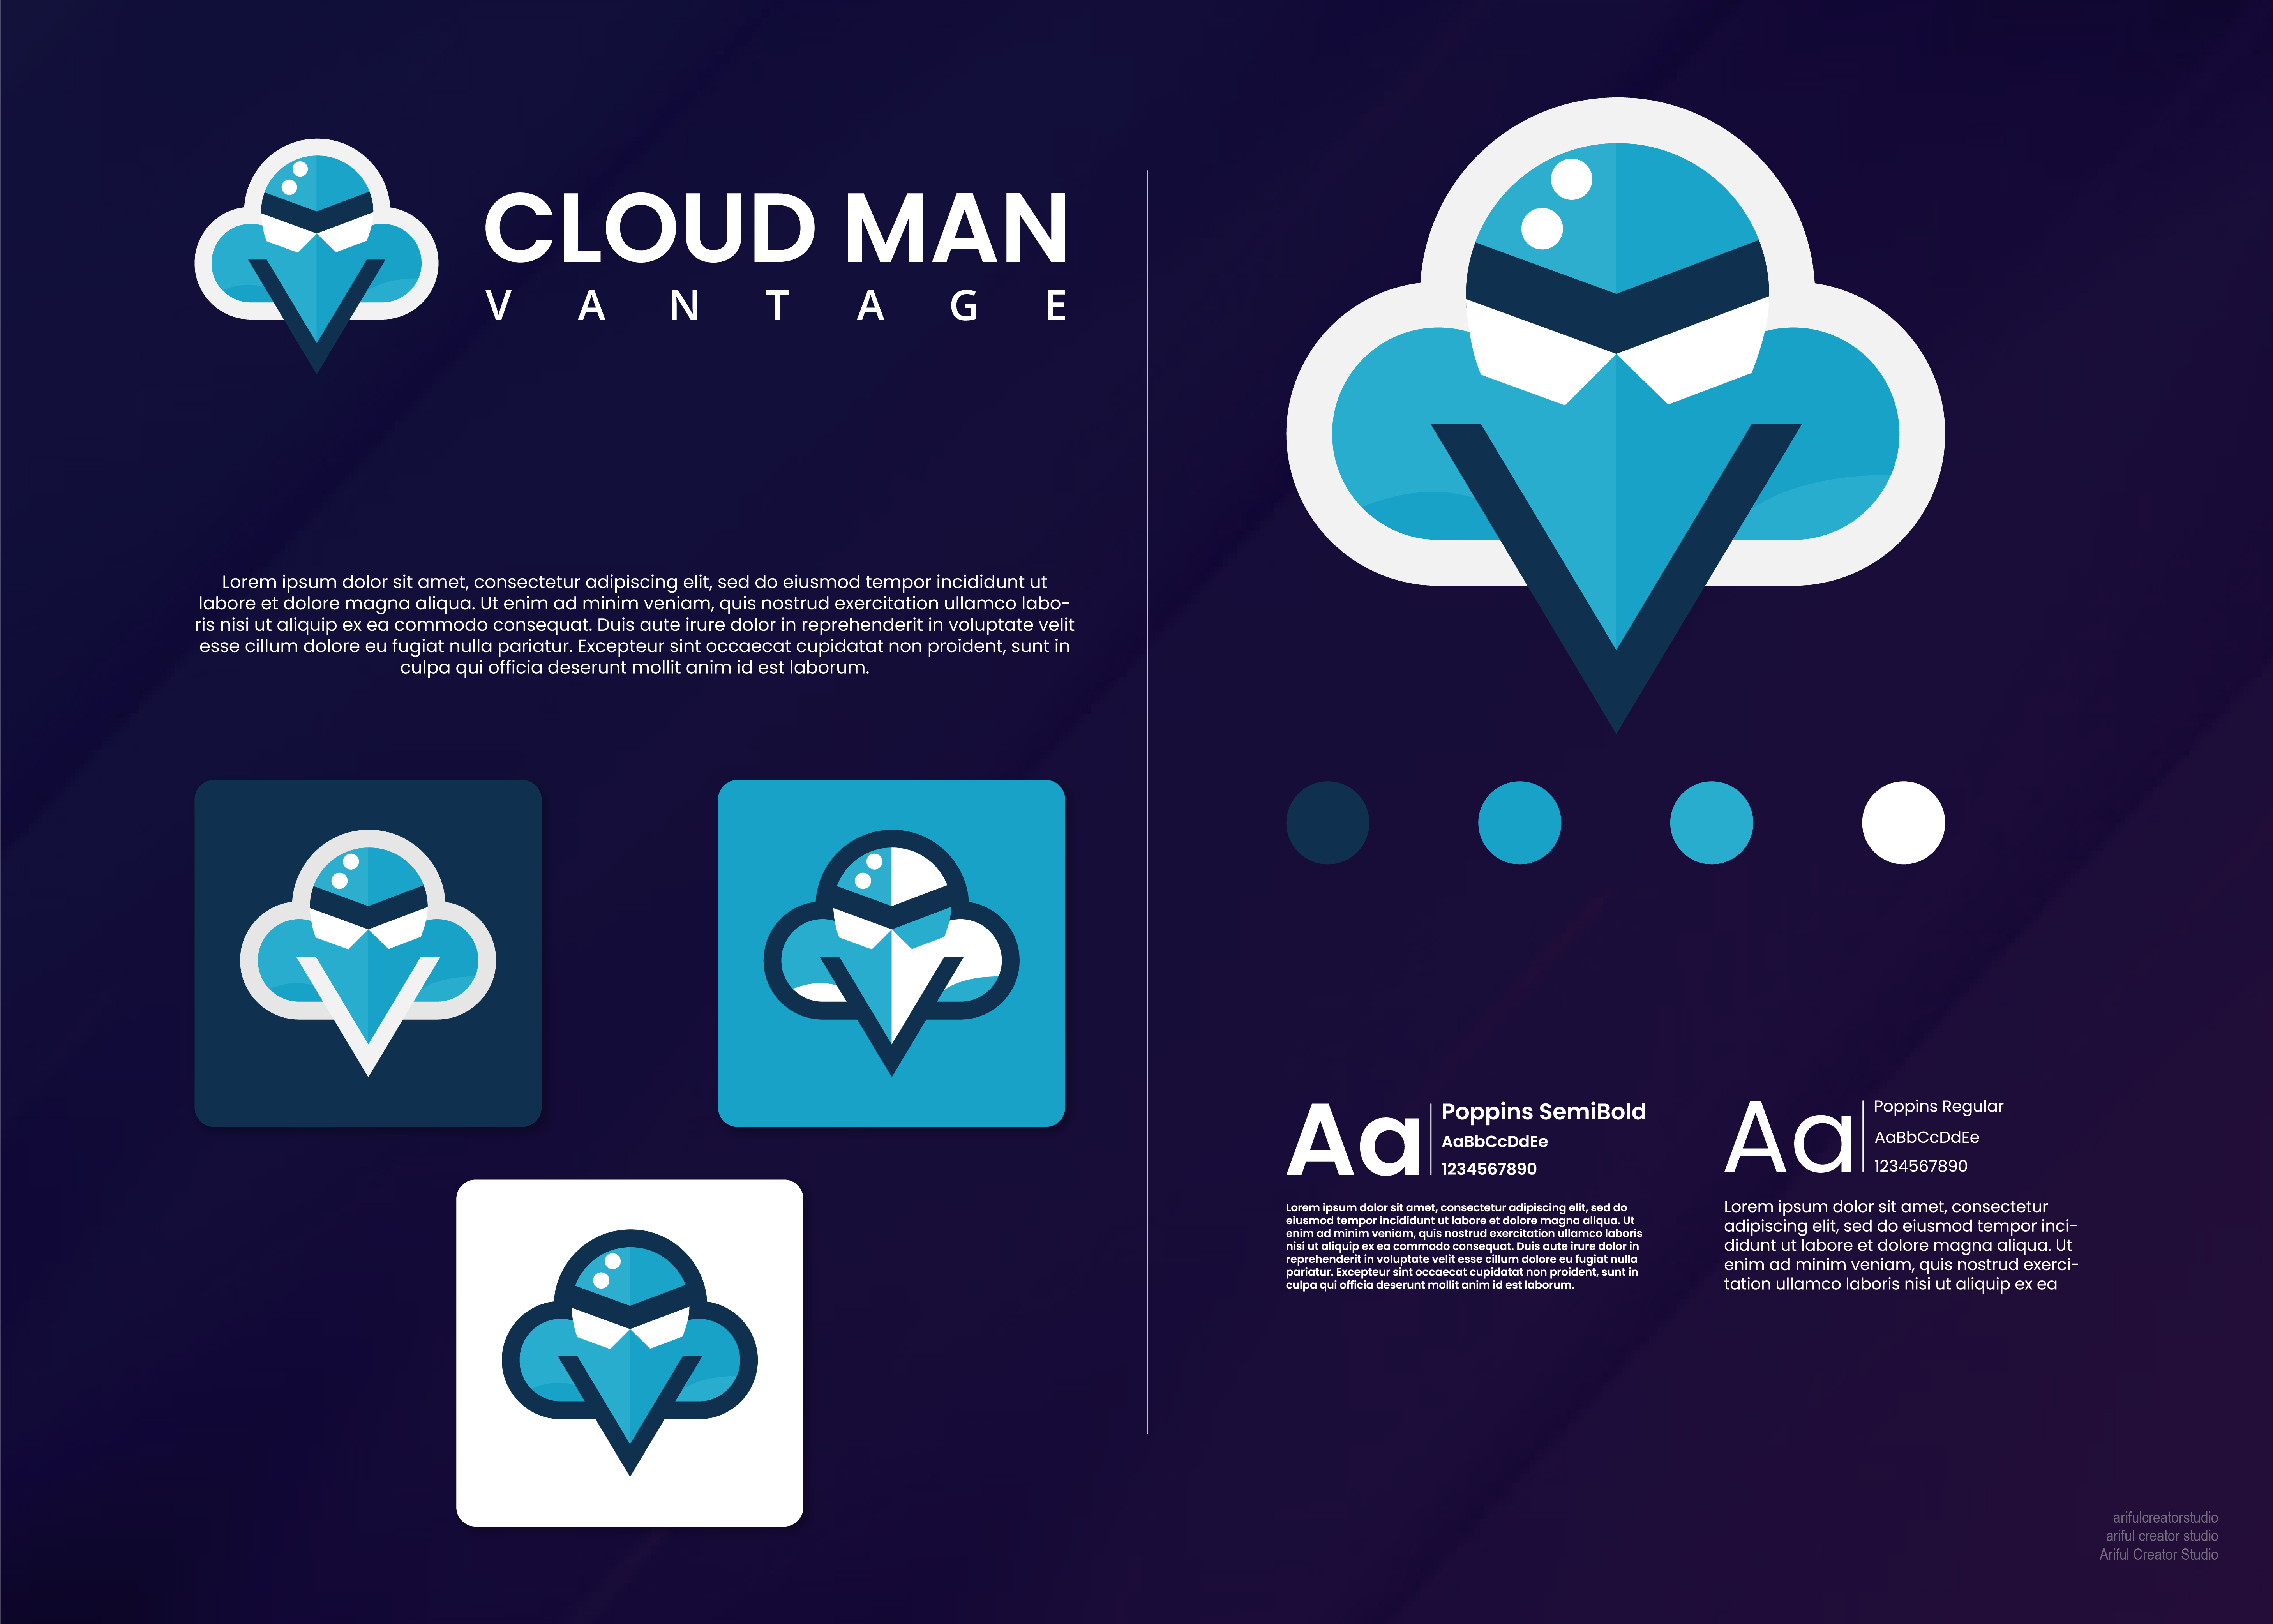 CLOUD MAN
VANTAGE
Lorem ipsum dolor sit amet, consectetur adipiscing elit, sed do eiusmod tempor incididunt ut
labore et dolore magna aliqua. Ut enim ad minim veniam, quis nostrud exercitation ullamco labo-
ris nisi ut aliquip ex ea commodo consequat. Duis aute irure dolor in reprehenderit in voluptate velit
esse cillum dolore eu fugiat nulla pariatur. Excepteur sint occaecat cupidatat non proident, sunt in
culpa qui officia deserunt mollit anim id est laborum.
Aa
Poppins SemiBold
AaBbCcDdEe
1234567890
Lorem ipsum dolor sit amet, consectetur adipiscing elit, sed do
eiusmod tempor incididunt ut labore et dolore magna aliqua. Ut
enim ad minim veniam, quis nostrud exercitation ullamco laboris
nisi ut aliquip ex ea commodo consequat. Duis aute irure dolor in
reprehenderit in voluptate velit esse cillum dolore eu fugiat nulla
pariatur. Excepteur sint occaecat cupidatat non proident, sunt in
culpa qui officia deserunt mollit anim id est laborum.
Aa
Poppins Regular
AaBbCcDdEe
1234567890
Lorem ipsum dolor sit amet, consectetur
adipiscing elit, sed do eiusmod tempor inci-
didunt ut labore et dolore magna aliqua. Ut
enim ad minim veniam, quis nostrud exerci-
tation ullamco laboris nisi ut aliquip ex ea
arifulcreatorstudio
ariful creator studio
Ariful Creator Studio